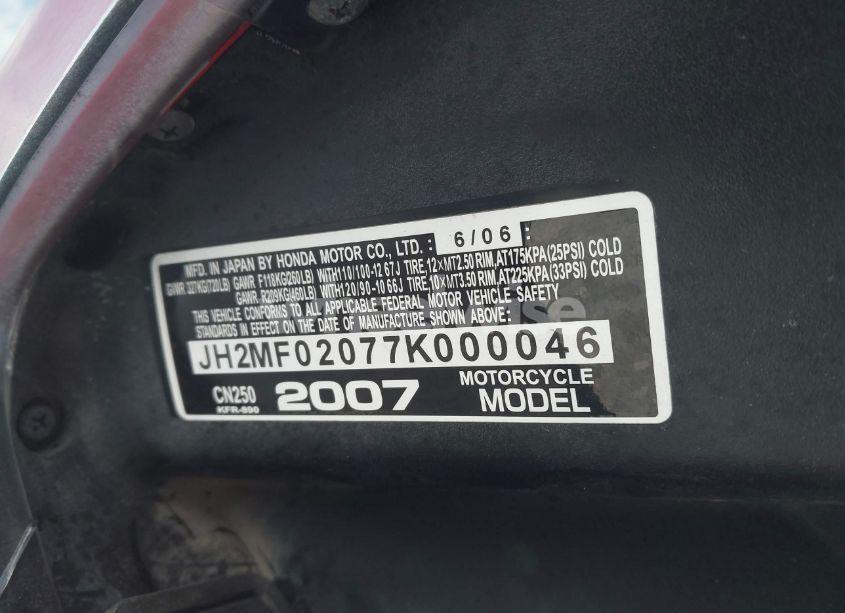 MFD. IN JAPAN BY HONDA MOTOR CO., LTD. : 6/06 :
GVWR 327KG(720LB) GAWR F118KG(260LB) WITH110/100-12 67J TIRE,12×MT2.50 RIM,AT175KPA(25PSI) COLD
GAWR. R209KG(460LB) WITH120/90-10 66J TIRE,10×MT3.50 RIM,AT225KPA(33PSI) COLD
THIS VEHICLE CONFORMS TO ALL APPLICABLE FEDERAL MOTOR VEHICLE SAFETY
STANDARDS IN EFFECT ON THE DATE OF MANUFACTURE SHOWN ABOVE:
JH2MF02077K000046
CN250 2007 MOTORCYCLE
KFR-890 MODEL